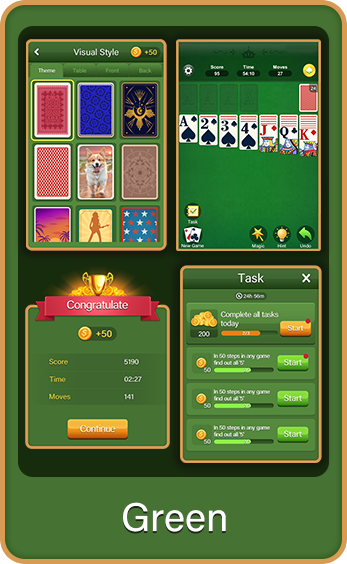 Visual Style
+50
Theme
Table
Front
Back
Score
95
Time
54:10
Moves
27
24
A
2
3
4
J
Q
K
Task
New Game
Magic
Hint
Undo
Congratulate
+50
Score 5190
Time 02:27
Moves 141
Continue
Task
24h 56m
Complete all tasks
today
200
Start
In 50 steps in any game
find out all '5'
50
Start
In 50 steps in any game
find out all '5'
50
Start
In 50 steps in any game
find out all '5'
50
Start
Green